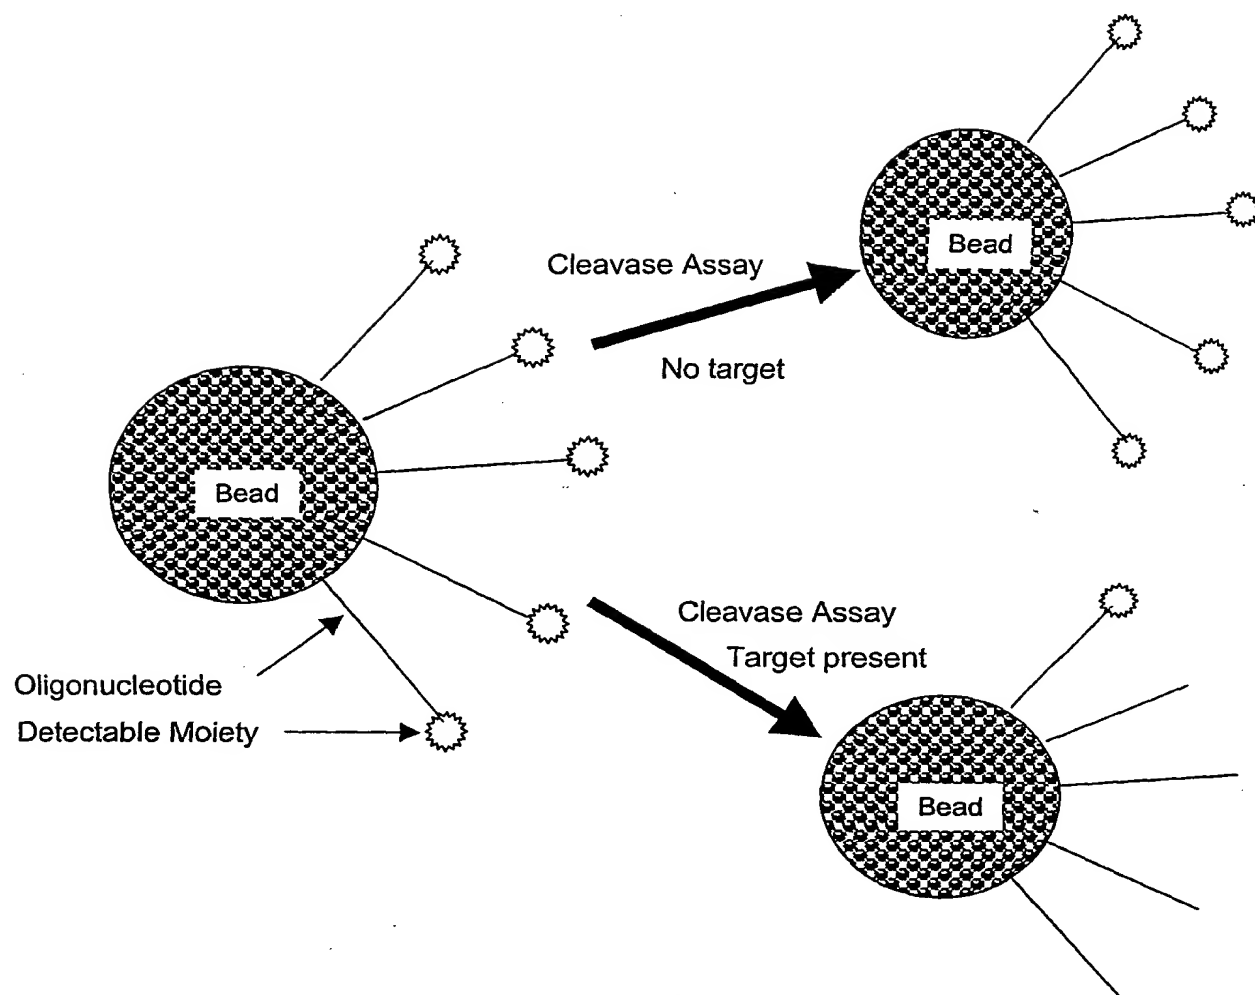 Cleavase Assay
No target
Bead
Bead
Oligonucleotide
Detectable Moiety
Cleavase Assay
Target present
Bead